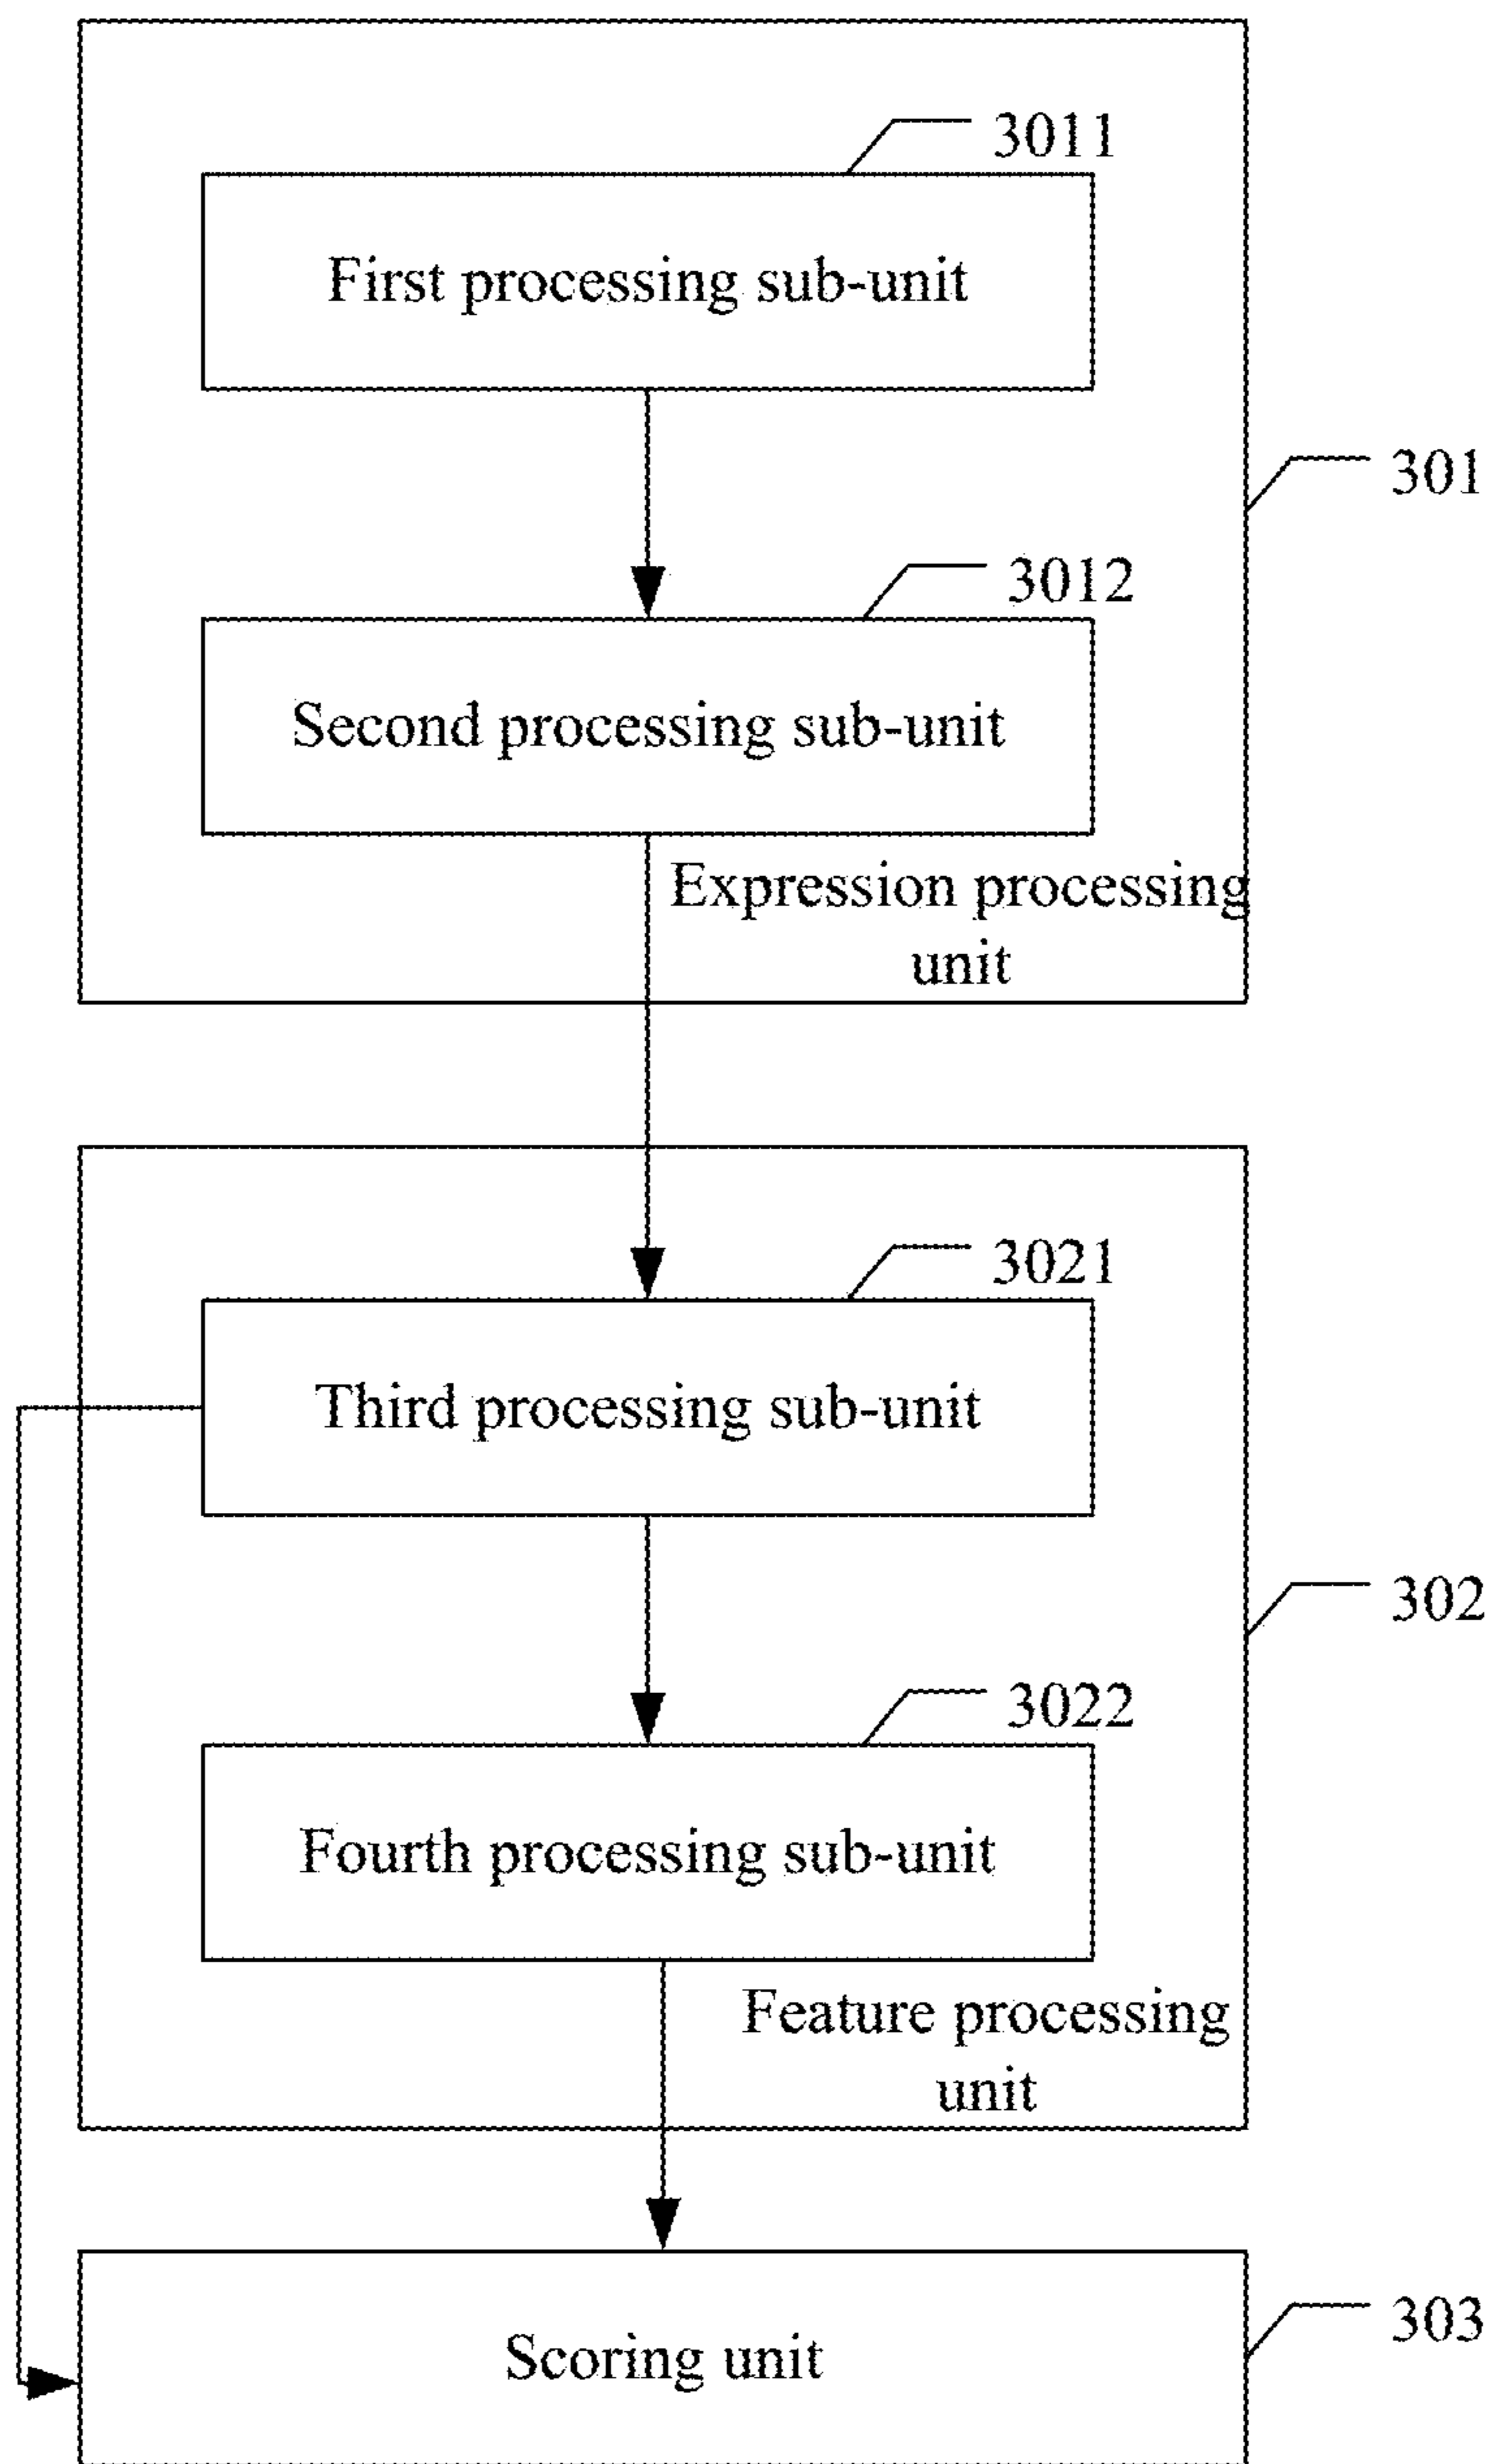 3011
First processing sub-unit
301
3012
Second processing sub-unit
Expression processing
unit
3021
Third processing sub-unit
302
3022
Fourth processing sub-unit
Feature processing
unit
303
Scoring unit